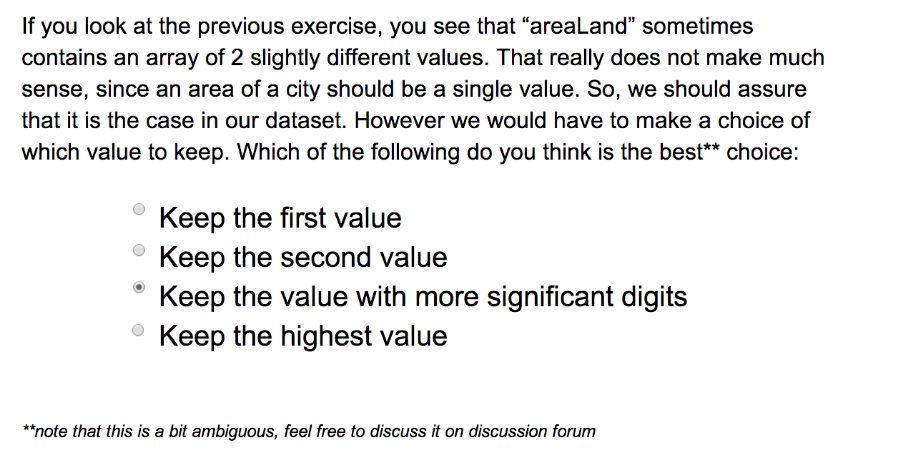 If you look at the previous exercise, you see that “areaLand” sometimes
contains an array of 2 slightly different values. That really does not make much
sense, since an area of a city should be a single value. So, we should assure
that it is the case in our dataset. However we would have to make a choice of
which value to keep. Which of the following do you think is the best** choice:
Keep the first value
Keep the second value
Keep the value with more significant digits
Keep the highest value
**note that this is a bit ambiguous, feel free to discuss it on discussion forum